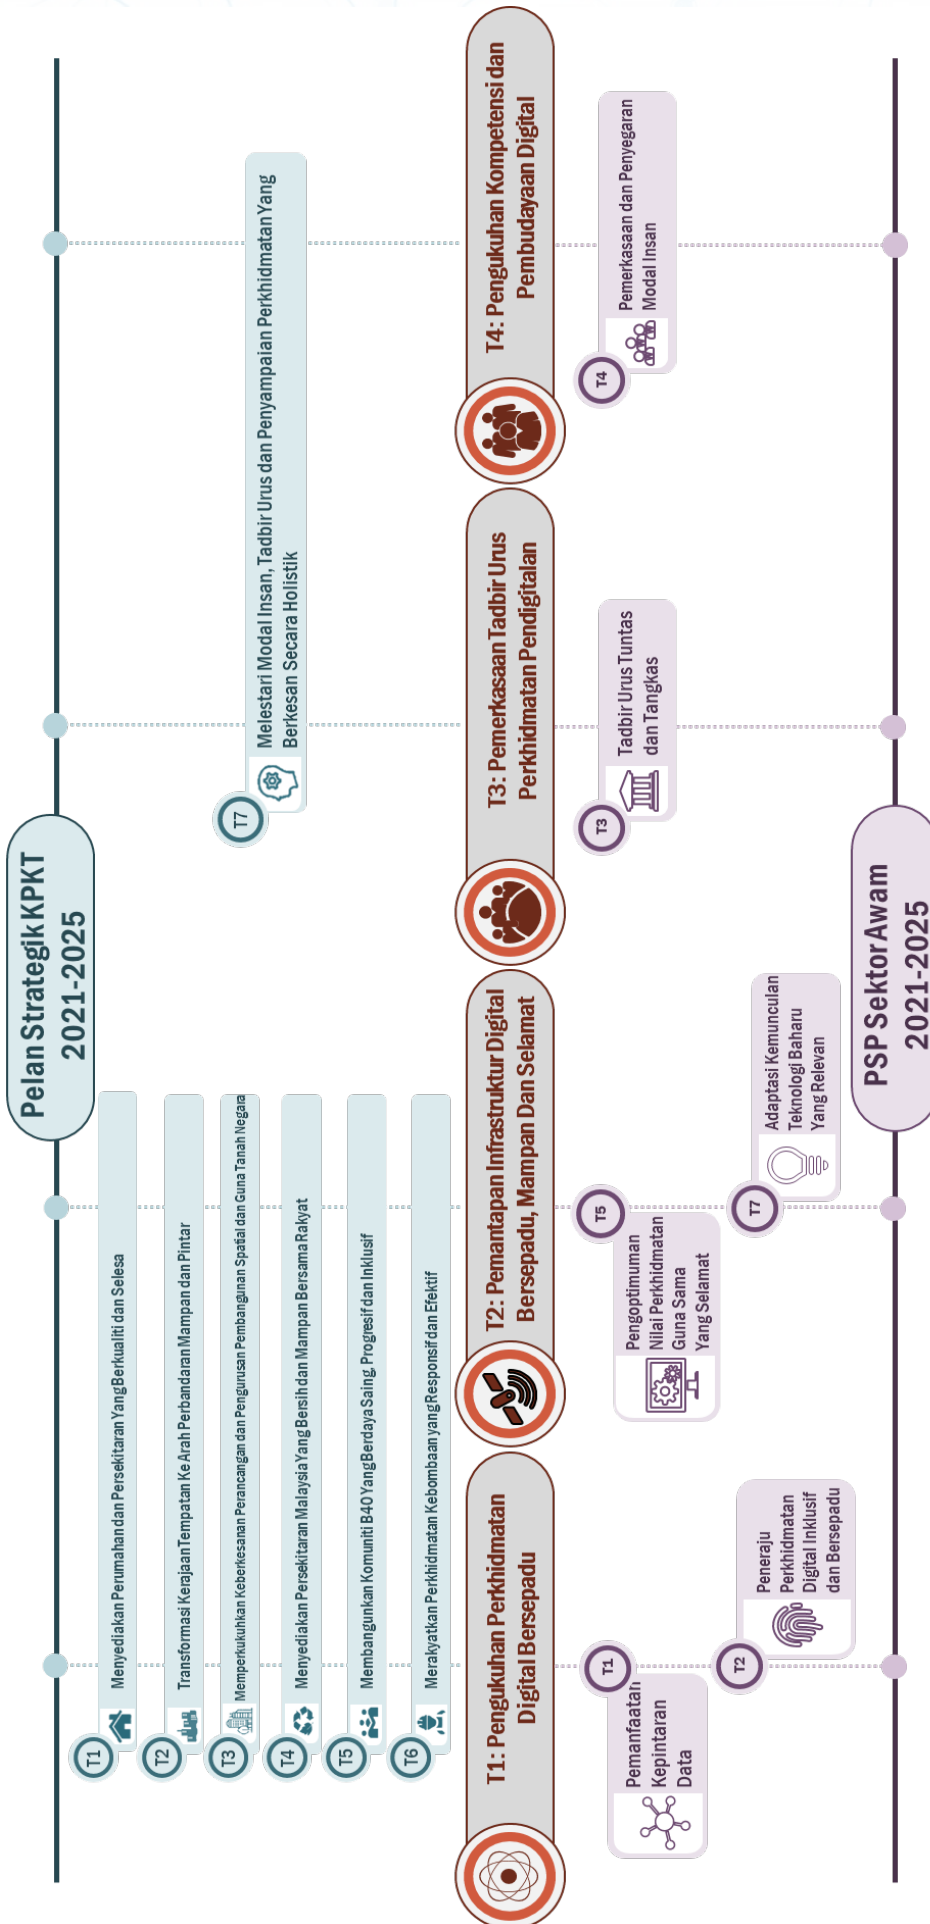 Pelan Strategik KPKT
2021-2025
T1
Menyediakan Perumahan dan Persekitaran Yang Berkualiti dan Selesa
T2
Transformasi Kerajaan Tempatan Ke Arah Perbandaran Mampan dan Pintar
T3
Memperkukuhkan Keberkesanan Perancangan dan Pengurusan Pembangunan Spatial dan Guna Tanah Negara
T4
Menyediakan Persekitaran Malaysia Yang Bersih dan Mampan Bersama Rakyat
T5
Membangunkan Komuniti B40 Yang Berdaya Saing, Progresif dan Inklusif
T6
Merakyatkan Perkhidmatan Kebombaan yang Responsif dan Efektif
T7
Melestari Modal Insan, Tadbir Urus dan Penyampaian Perkhidmatan Yang
Berkesan Secara Holistik
T1: Pengukuhan Perkhidmatan
Digital Bersepadu
T2: Pemantapan Infrastruktur Digital
Bersepadu, Mampan Dan Selamat
T3: Pemerkasaan Tadbir Urus
Perkhidmatan Pendigitalan
T4: Pengukuhan Kompetensi dan
Pembudayaan Digital
T1
Pemanfaatan
Kepintaran
Data
T2
Peneraju
Perkhidmatan
Digital Inklusif
dan Bersepadu
T5
Pengoptimuman
Nilai Perkhidmatan
Guna Sama
Yang Selamat
T7
Adaptasi Kemunculan
Teknologi Baharu
Yang Relevan
T3
Tadbir Urus Tuntas
dan Tangkas
T4
Pemerkasaan dan Penyegaran
Modal Insan
PSP Sektor Awam
2021-2025